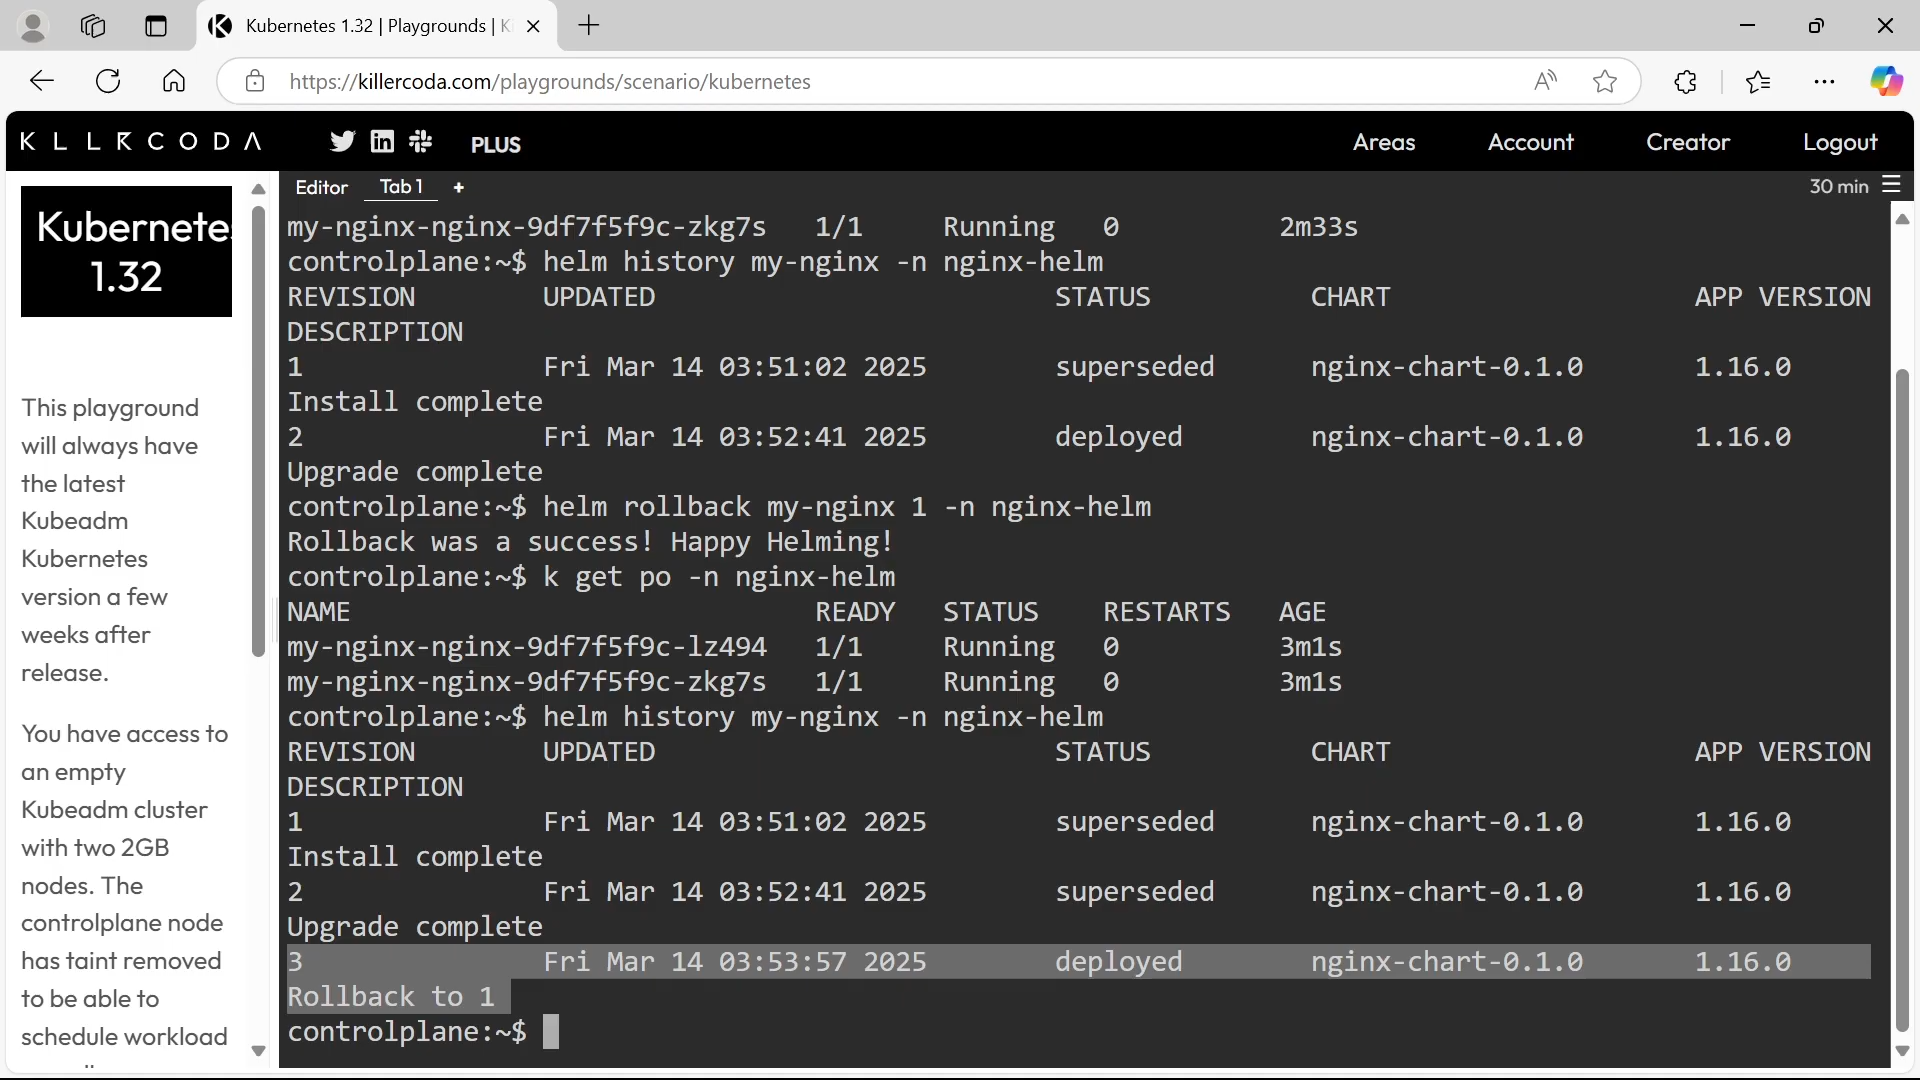 Kubernetes 1.32 | Playgrounds | Ki
https://killercoda.com/playgrounds/scenario/kubernetes
KILLERCODA
PLUS
Areas
Account
Creator
Logout
Kubernetes
1.32
This playground
will always have
the latest
Kubeadm
Kubernetes
version a few
weeks after
release.
You have access to
an empty
Kubeadm cluster
with two 2GB
nodes. The
controlplane node
has taint removed
to be able to
schedule workload
Editor Tab 1 +
30 min
my-nginx-nginx-9df7f5f9c-zkg7s 1/1 Running 0 2m33s
controlplane:~$ helm history my-nginx -n nginx-helm
REVISION UPDATED STATUS CHART APP VERSION
DESCRIPTION
1 Fri Mar 14 03:51:02 2025 superseded nginx-chart-0.1.0 1.16.0
Install complete
2 Fri Mar 14 03:52:41 2025 deployed nginx-chart-0.1.0 1.16.0
Upgrade complete
controlplane:~$ helm rollback my-nginx 1 -n nginx-helm
Rollback was a success! Happy Helming!
controlplane:~$ k get po -n nginx-helm
NAME READY STATUS RESTARTS AGE
my-nginx-nginx-9df7f5f9c-lz494 1/1 Running 0 3m1s
my-nginx-nginx-9df7f5f9c-zkg7s 1/1 Running 0 3m1s
controlplane:~$ helm history my-nginx -n nginx-helm
REVISION UPDATED STATUS CHART APP VERSION
DESCRIPTION
1 Fri Mar 14 03:51:02 2025 superseded nginx-chart-0.1.0 1.16.0
Install complete
2 Fri Mar 14 03:52:41 2025 superseded nginx-chart-0.1.0 1.16.0
Upgrade complete
3 Fri Mar 14 03:53:57 2025 deployed nginx-chart-0.1.0 1.16.0
Rollback to 1
controlplane:~$